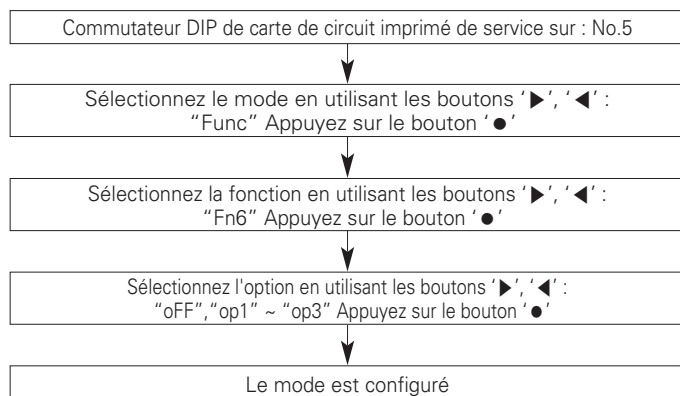 Commutateur DIP de carte de circuit imprimé de service sur : No.5
Sélectionnez le mode en utilisant les boutons ‘▶’, ‘◀’ :
“Func” Appuyez sur le bouton ‘●’
Sélectionnez la fonction en utilisant les boutons ‘▶’, ‘◀’ :
“Fn6” Appuyez sur le bouton ‘●’
Sélectionnez l'option en utilisant les boutons ‘▶’, ‘◀’ :
“oFF”,“op1” ~ “op3” Appuyez sur le bouton ‘●’
Le mode est configuré